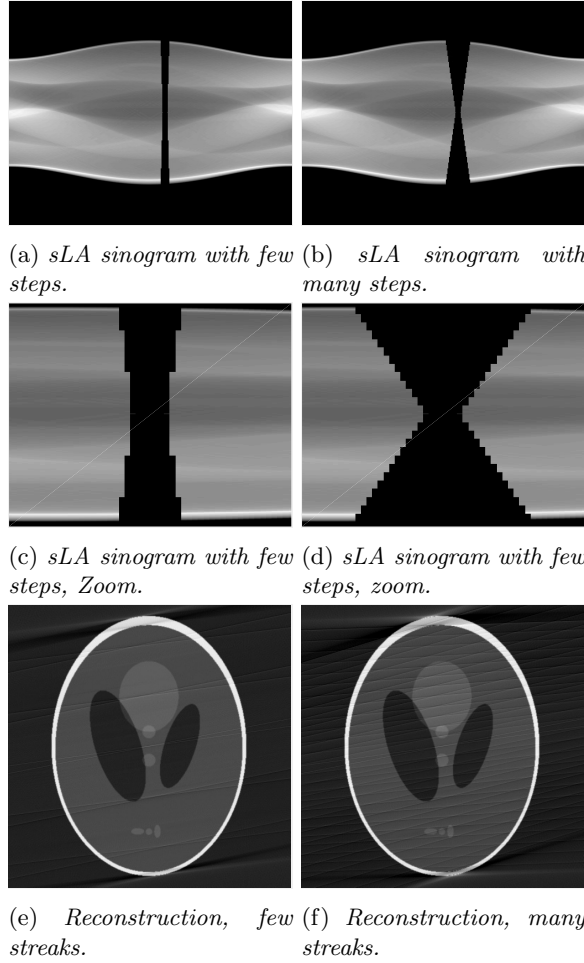 (a) sLA sinogram with few
steps.
(b) sLA sinogram with
many steps.
(c) sLA sinogram with few
steps, Zoom.
(d) sLA sinogram with few
steps, zoom.
(e) Reconstruction, few
streaks.
(f) Reconstruction, many
streaks.